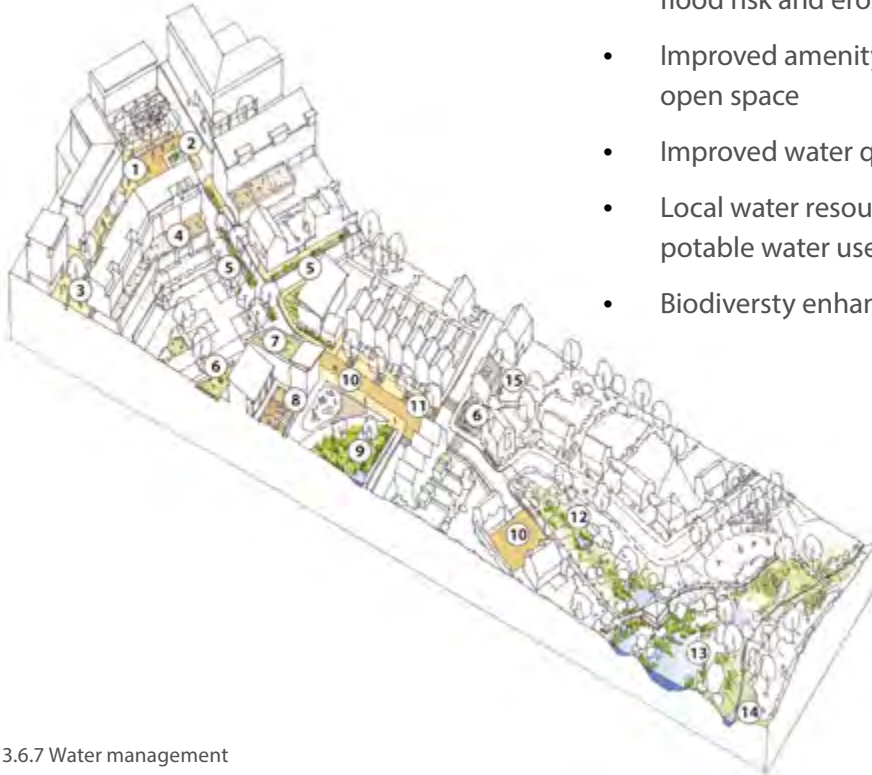 flood risk and ero
• Improved amenity
open space
• Improved water q
• Local water resou
potable water use
• Biodiversty enhan
1
2
3
4
5
5
6
7
8
9
10
11
6
15
10
12
13
14
3.6.7 Water management